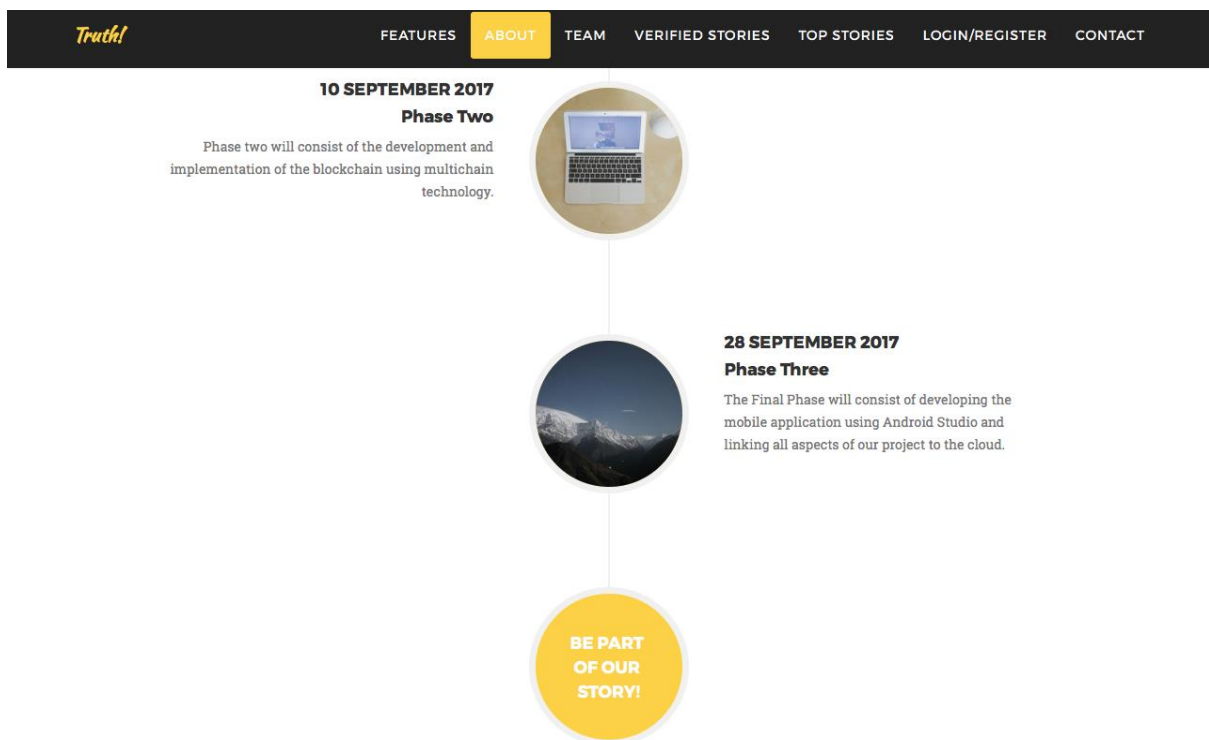 Truth!
FEATURES ABOUT TEAM VERIFIED STORIES TOP STORIES LOGIN/REGISTER CONTACT
10 SEPTEMBER 2017
Phase Two
Phase two will consist of the development and
implementation of the blockchain using multichain
technology.
28 SEPTEMBER 2017
Phase Three
The Final Phase will consist of developing the
mobile application using Android Studio and
linking all aspects of our project to the cloud.
BE PART
OF OUR
STORY!